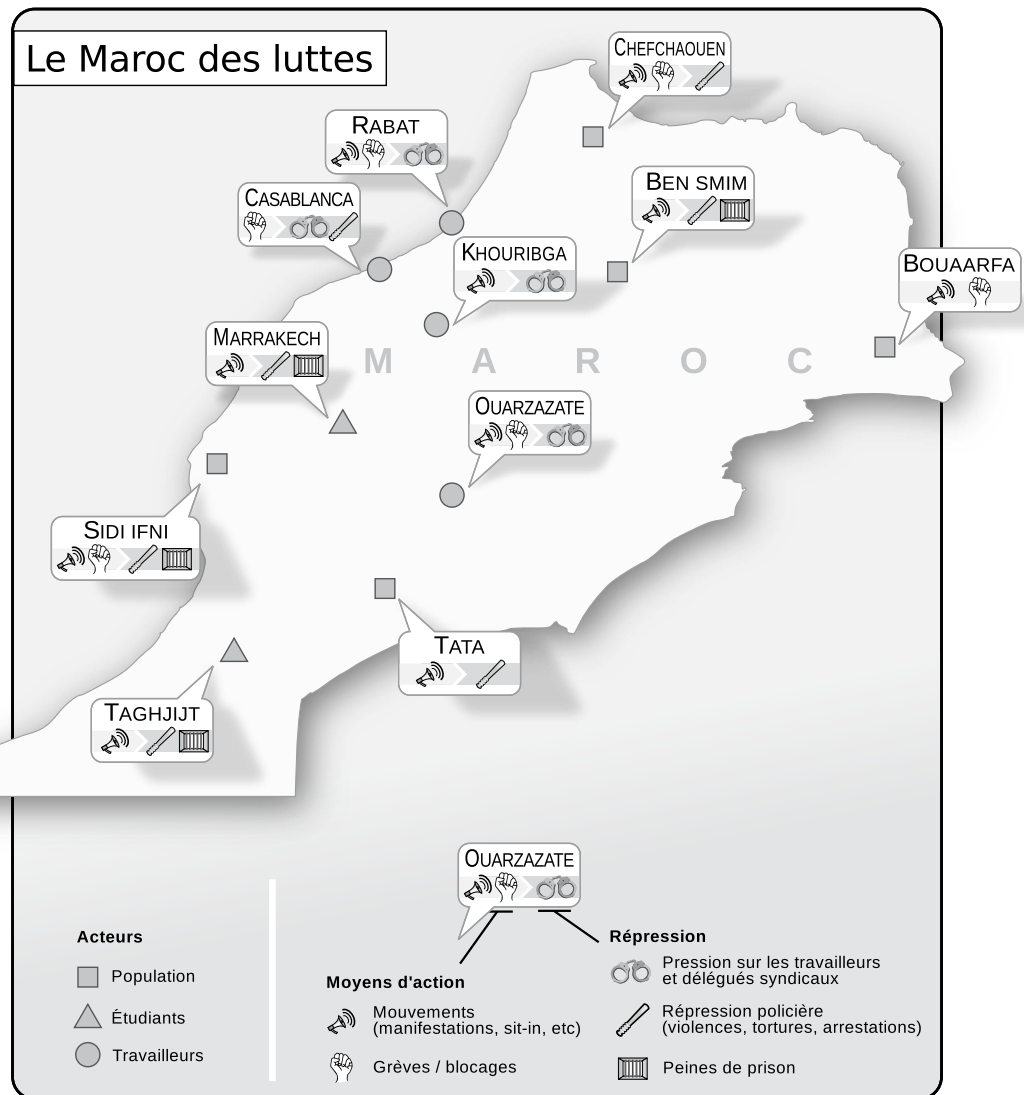 Le Maroc des luttes
CHEFCHAOUEN
RABAT
BEN SMIM
CASABLANCA
KHOURIBGA
BOUAARFA
MARRAKECH
M A R O C
OUARZAZATE
SIDI IFNI
TATA
TAGHJIJT
OUARZAZATE
Acteurs
Population
Étudiants
Travailleurs
Moyens d'action
Mouvements
(manifestations, sit-in, etc)
Grèves / blocages
Répression
Pression sur les travailleurs
et délégués syndicaux
Répression policière
(violences, tortures, arrestations)
Peines de prison